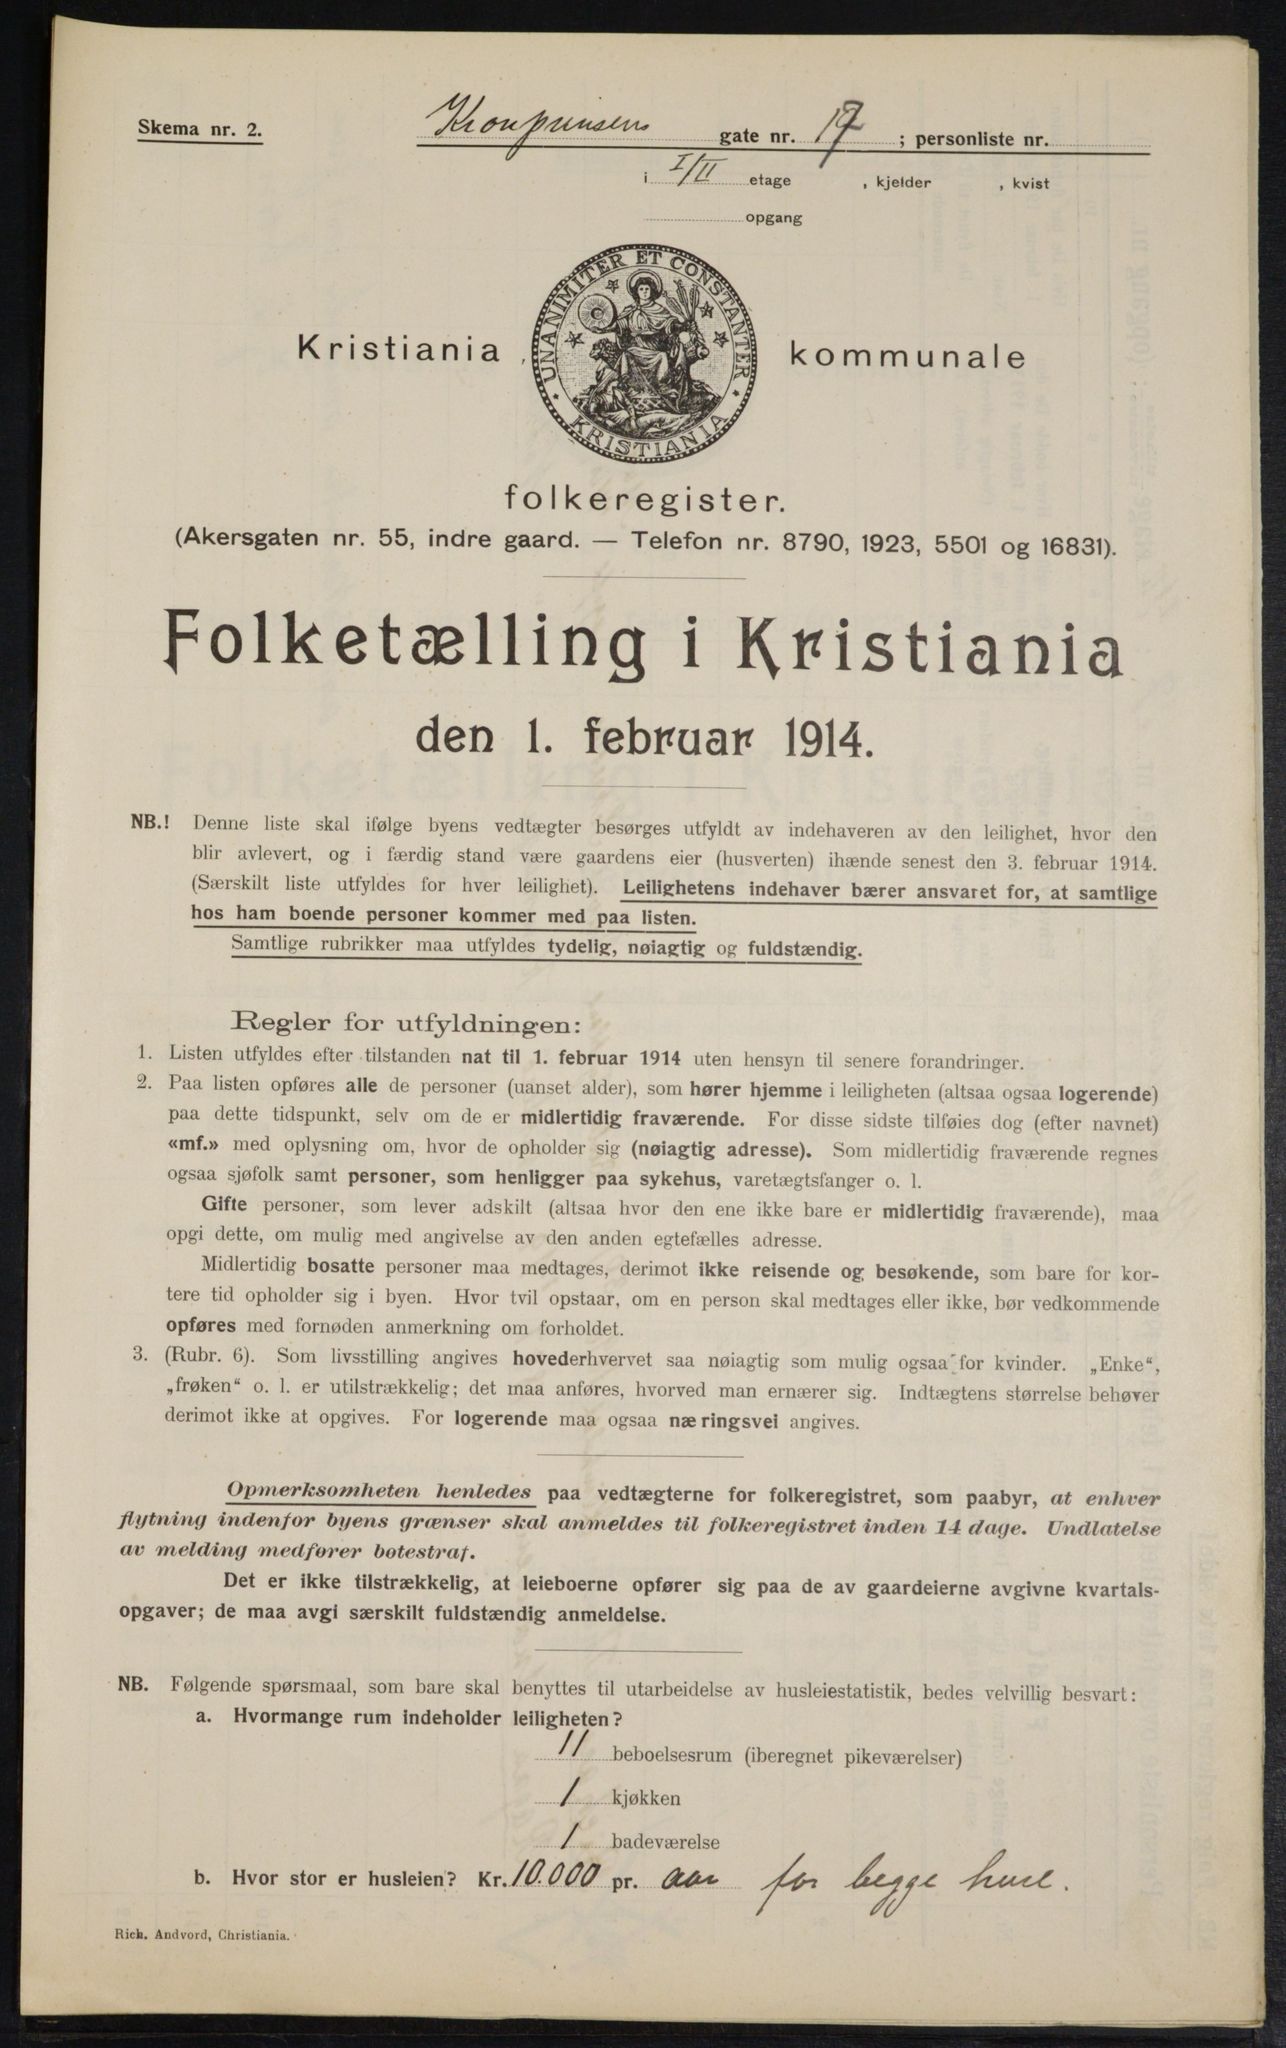 Skema nr. 2.
Kronprinsens gate nr. 17 ; personliste nr.
i I/II etage , kjelder , kvist
opgang
UNANIMITER ET CONSTANTER
KRISTIANIA
Kristiania kommunale
folkeregister.
(Akersgaten nr. 55, indre gaard. — Telefon nr. 8790, 1923, 5501 og 16831).
Folketælling i Kristiania
den 1. februar 1914.
NB.! Denne liste skal ifølge byens vedtægter besørges utfyldt av indehaveren av den leilighet, hvor den
blir avlevert, og i færdig stand være gaardens eier (husverten) ihænde senest den 3. februar 1914.
(Særskilt liste utfyldes for hver leilighet). Leilighetens indehaver bærer ansvaret for, at samtlige
hos ham boende personer kommer med paa listen.
Samtlige rubrikker maa utfyldes tydelig, nøiagtig og fuldstændig.
Regler for utfyldningen:
1. Listen utfyldes efter tilstanden nat til 1. februar 1914 uten hensyn til senere forandringer.
2. Paa listen opføres alle de personer (uanset alder), som hører hjemme i leiligheten (altsaa ogsaa logerende)
paa dette tidspunkt, selv om de er midlertidig fraværende. For disse sidste tilføies dog (efter navnet)
«mf.» med oplysning om, hvor de opholder sig (nøiagtig adresse). Som midlertidig fraværende regnes
ogsaa sjøfolk samt personer, som henligger paa sykehus, varetægtsfanger o. l.
Gifte personer, som lever adskilt (altsaa hvor den ene ikke bare er midlertidig fraværende), maa
opgi dette, om mulig med angivelse av den anden egtefælles adresse.
Midlertidig bosatte personer maa medtages, derimot ikke reisende og besøkende, som bare for kor-
tere tid opholder sig i byen. Hvor tvil opstaar, om en person skal medtages eller ikke, bør vedkommende
opføres med fornøden anmerkning om forholdet.
3. (Rubr. 6). Som livsstilling angives hovederhvervet saa nøiagtig som mulig ogsaa for kvinder. „Enke“,
„frøken“ o. l. er utilstrækkelig; det maa anføres, hvorved man ernærer sig. Indtægtens størrelse behøver
derimot ikke at opgives. For logerende maa ogsaa næringsvei angives.
Opmerksomheten henledes paa vedtægterne for folkeregistret, som paabyr, at enhver
flytning indenfor byens grænser skal anmeldes til folkeregistret inden 14 dage. Undlatelse
av melding medfører bøtestraf.
Det er ikke tilstrækkelig, at leieboerne opfører sig paa de av gaardeierne avgivne kvartals-
opgaver; de maa avgi særskilt fuldstændig anmeldelse.
NB. Følgende spørsmaal, som bare skal benyttes til utarbeidelse av husleiestatistik, bedes velvillig besvart:
a. Hvormange rum indeholder leiligheten?
11 beboelsesrum (iberegnet pikeværelser)
1 kjøkken
1 badeværelse
b. Hvor stor er husleien? Kr. 10.000 pr. aar for begge huse.
Rich. Andvord, Christiania.